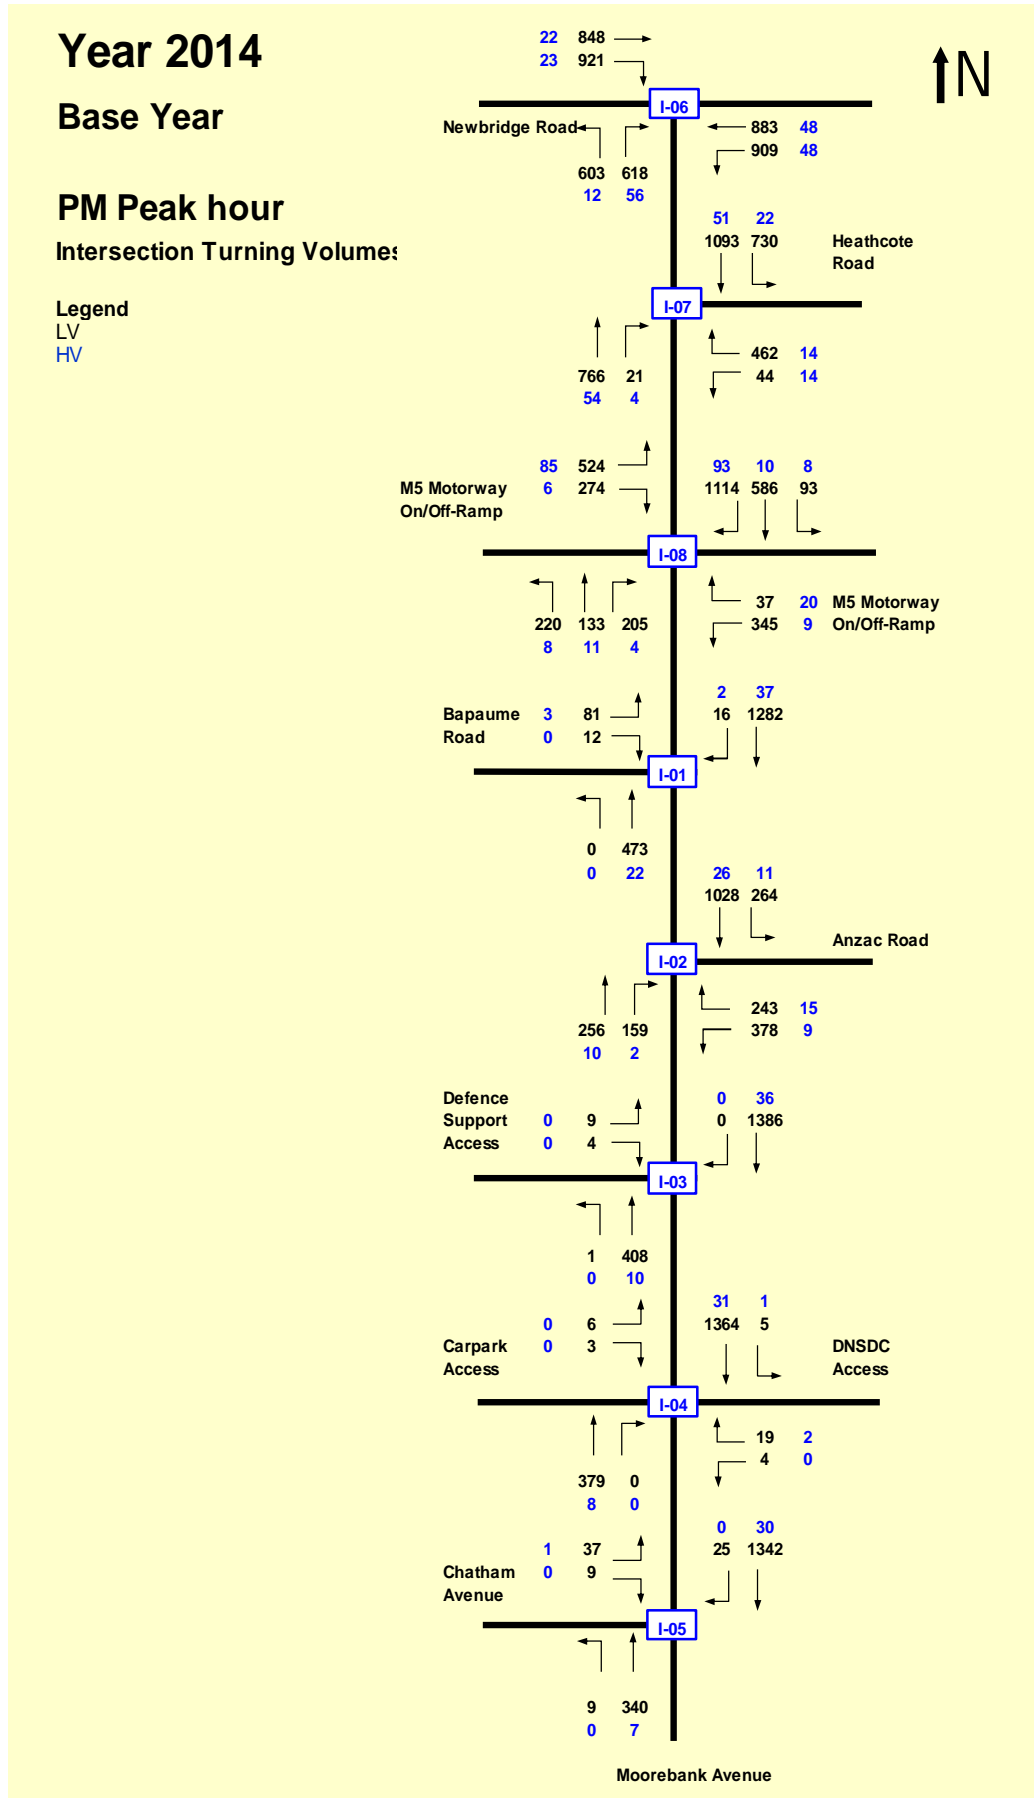 Year 2014
Base Year
PM Peak hour
Intersection Turning Volumes
Legend
LV
HV
N
22 848
23 921
I-06
Newbridge Road
883 48
909 48
603 618
12 56
51 22
1093 730
Heathcote
Road
I-07
462 14
44 14
766 21
54 4
85 524
6 274
M5 Motorway
On/Off-Ramp
93 10 8
1114 586 93
I-08
37 20
345 9
M5 Motorway
On/Off-Ramp
220 133 205
8 11 4
Bapaume
Road
3 81
0 12
2 37
16 1282
I-01
0 473
0 22
26 11
1028 264
Anzac Road
I-02
243 15
378 9
256 159
10 2
Defence
Support
Access
0 9
0 4
0 36
0 1386
I-03
1 408
0 10
31 1
1364 5
0 6
0 3
Carpark
Access
DNSDC
Access
I-04
19 2
4 0
379 0
8 0
0 30
25 1342
1 37
0 9
Chatham
Avenue
I-05
9 340
0 7
Moorebank Avenue